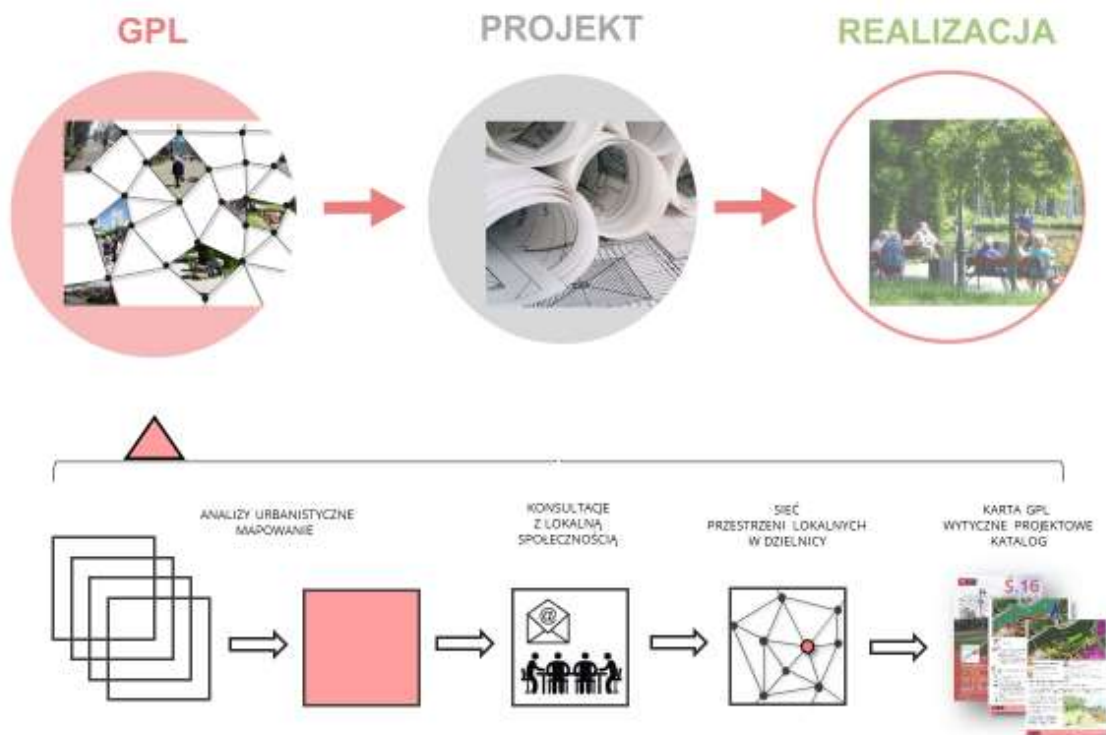 GPL
PROJEKT
REALIZACJA
ANALIZY URBANISTYCZNE
MAPOWANIE
KONSULTACJE
Z LOKALNĄ
SPOŁECZNOŚCIĄ
SIEĆ
PRZESTRZENI LOKALNYCH
W DZIELNICY
KARTA GPL
WYTYCZNE PROJEKTOWE
KATALOG
@
Ś.16